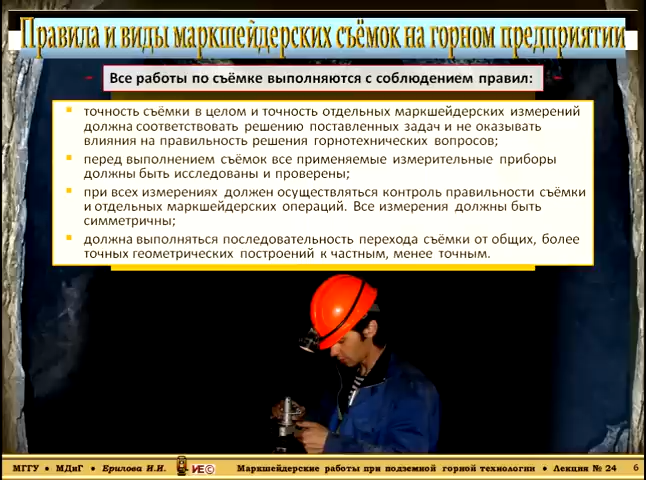 Правила и виды маркшейдерских съёмок на горном предприятии
Все работы по съёмке выполняются с соблюдением правил:
точность съёмки в целом и точность отдельных маркшейдерских измерений
должна соответствовать решению поставленных задач и не оказывать
влияния на правильность решения горнотехнических вопросов;
перед выполнением съёмок все применяемые измерительные приборы
должны быть исследованы и проверены;
при всех измерениях должен осуществляться контроль правильности съёмки
и отдельных маркшейдерских операций. Все измерения должны быть
симметричны;
должна выполняться последовательность перехода съёмки от общих, более
точных геометрических построений к частным, менее точным.
МГГУ • МДиГ • Ерилова И.И. ИЕ© Маркшейдерские работы при подземной горной технологии • Лекция № 24 6